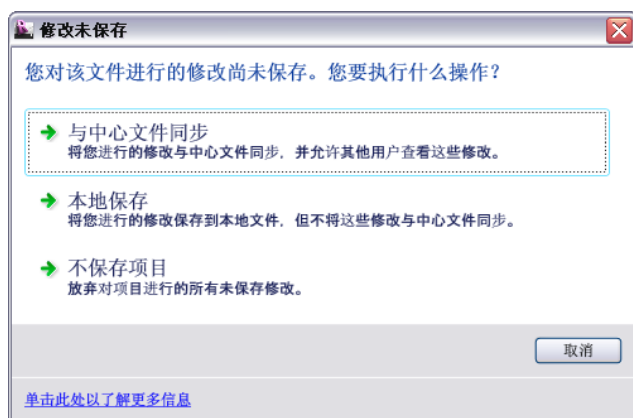 修改未保存
您对该文件进行的修改尚未保存。您要执行什么操作？
与中心文件同步
将您进行的修改与中心文件同步，并允许其他用户查看这些修改。
本地保存
将您进行的修改保存到本地文件，但不将这些修改与中心文件同步。
不保存项目
放弃对项目进行的所有未保存修改。
取消
单击此处以了解更多信息